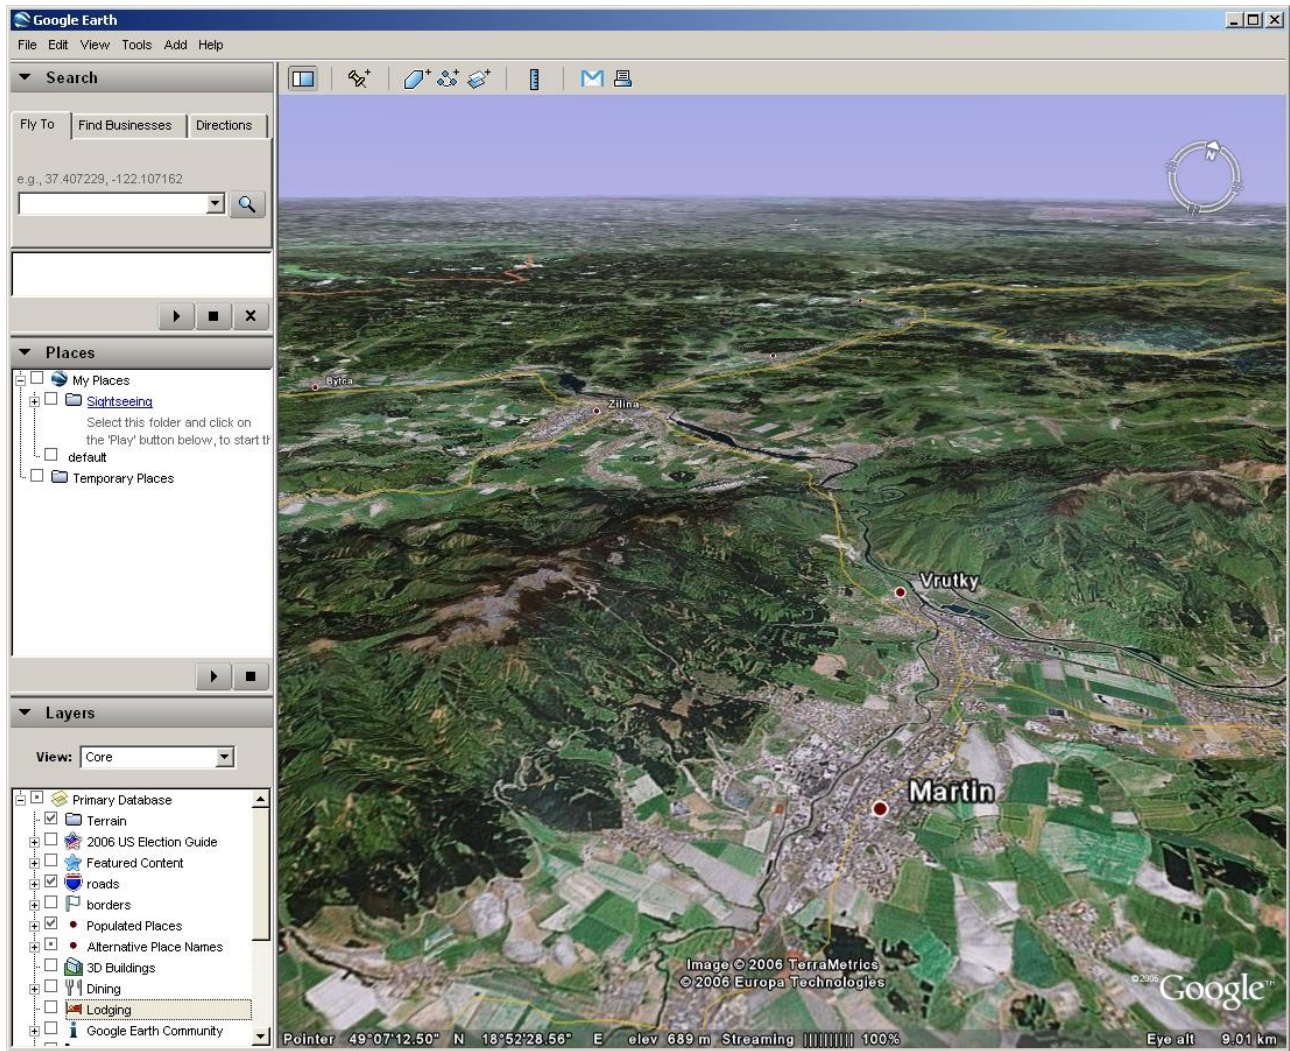 Google Earth
File Edit View Tools Add Help
Search
Fly To Find Businesses Directions
e.g., 37.407229, -122.107162
Places
My Places
Sightseeing
Select this folder and click on
the 'Play' button below, to start th
default
Temporary Places
Layers
View: Core
Primary Database
Terrain
2006 US Election Guide
Featured Content
roads
borders
Populated Places
Alternative Place Names
3D Buildings
Dining
Lodging
Google Earth Community
N
Bytca
Zilina
Vrutky
Martin
Image © 2006 TerraMetrics
© 2006 Europa Technologies
©2006 Google™
Pointer 49°07'12.50" N 18°52'28.56" E elev 689 m Streaming |||||||||| 100% Eye alt 9.01 km